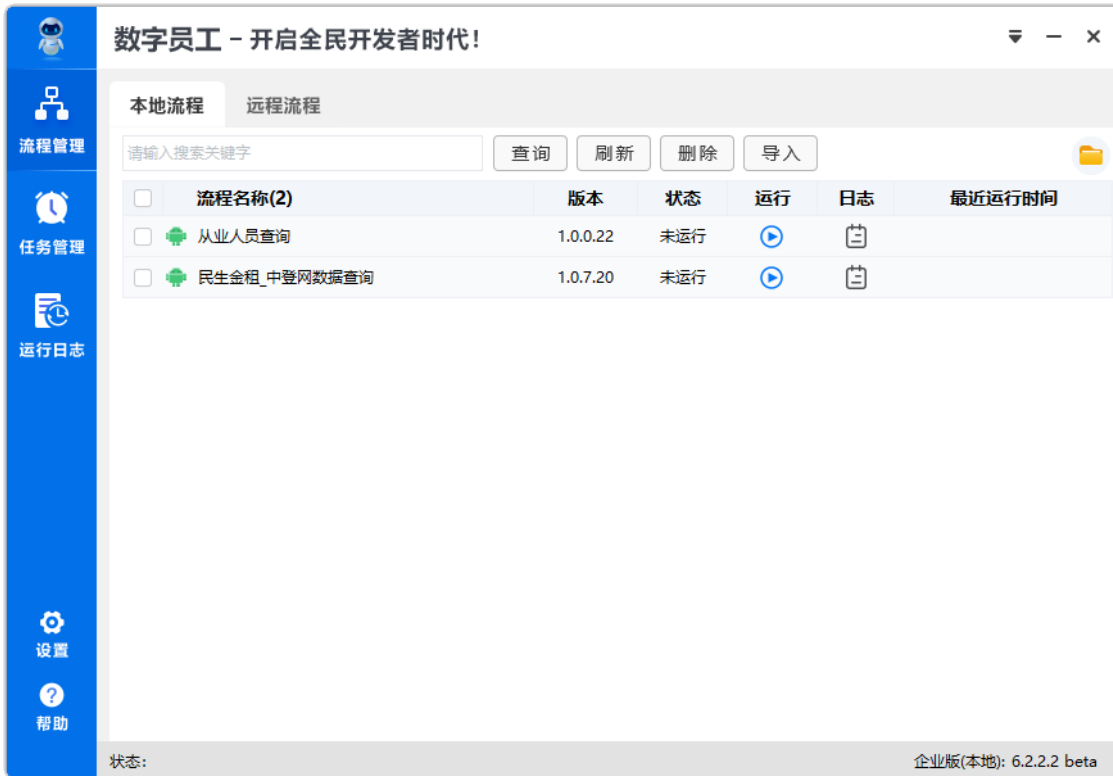 数字员工 - 开启全民开发者时代!
流程管理
任务管理
运行日志
设置
帮助
本地流程 远程流程
请输入搜索关键字 查询 刷新 删除 导入
流程名称(2) 版本 状态 运行 日志 最近运行时间
从业人员查询 1.0.0.22 未运行
民生金租_中登网数据查询 1.0.7.20 未运行
状态: 企业版(本地): 6.2.2.2 beta